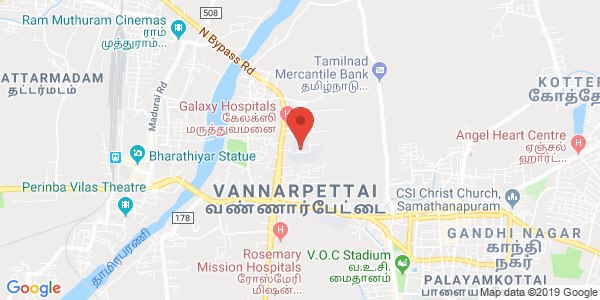 508
Ram Muthuram Cinemas
ராம்
முத்துராம்...
N Bypass Rd
Tamilnad
Mercantile Bank
தமிழ்நாடு...
ATTARMADAM
தட்டர்மடம்
Madurai Rd
KOTTER
கோத்தே
Galaxy Hospitals
கேலக்ஸி
மருத்துவமனை
Angel Heart Centre
ஏஞ்சல்
ஹார்ட்...
Bharathiyar Statue
Perinba Vilas Theatre
VANNARPETTAI
வண்ணார்பேட்டை
CSI Christ Church,
Samathanapuram
178
GANDHI NAGAR
காந்தி
நகர்
தாமிரபரணி
Rosemary
Mission Hospitals
ரோஸ்மேரி
மிஷன்...
V.O.C Stadium
வ.உ.சி.
மைதானம்
PALAYAMKOTTAI
Google
Map data ©2019 Google